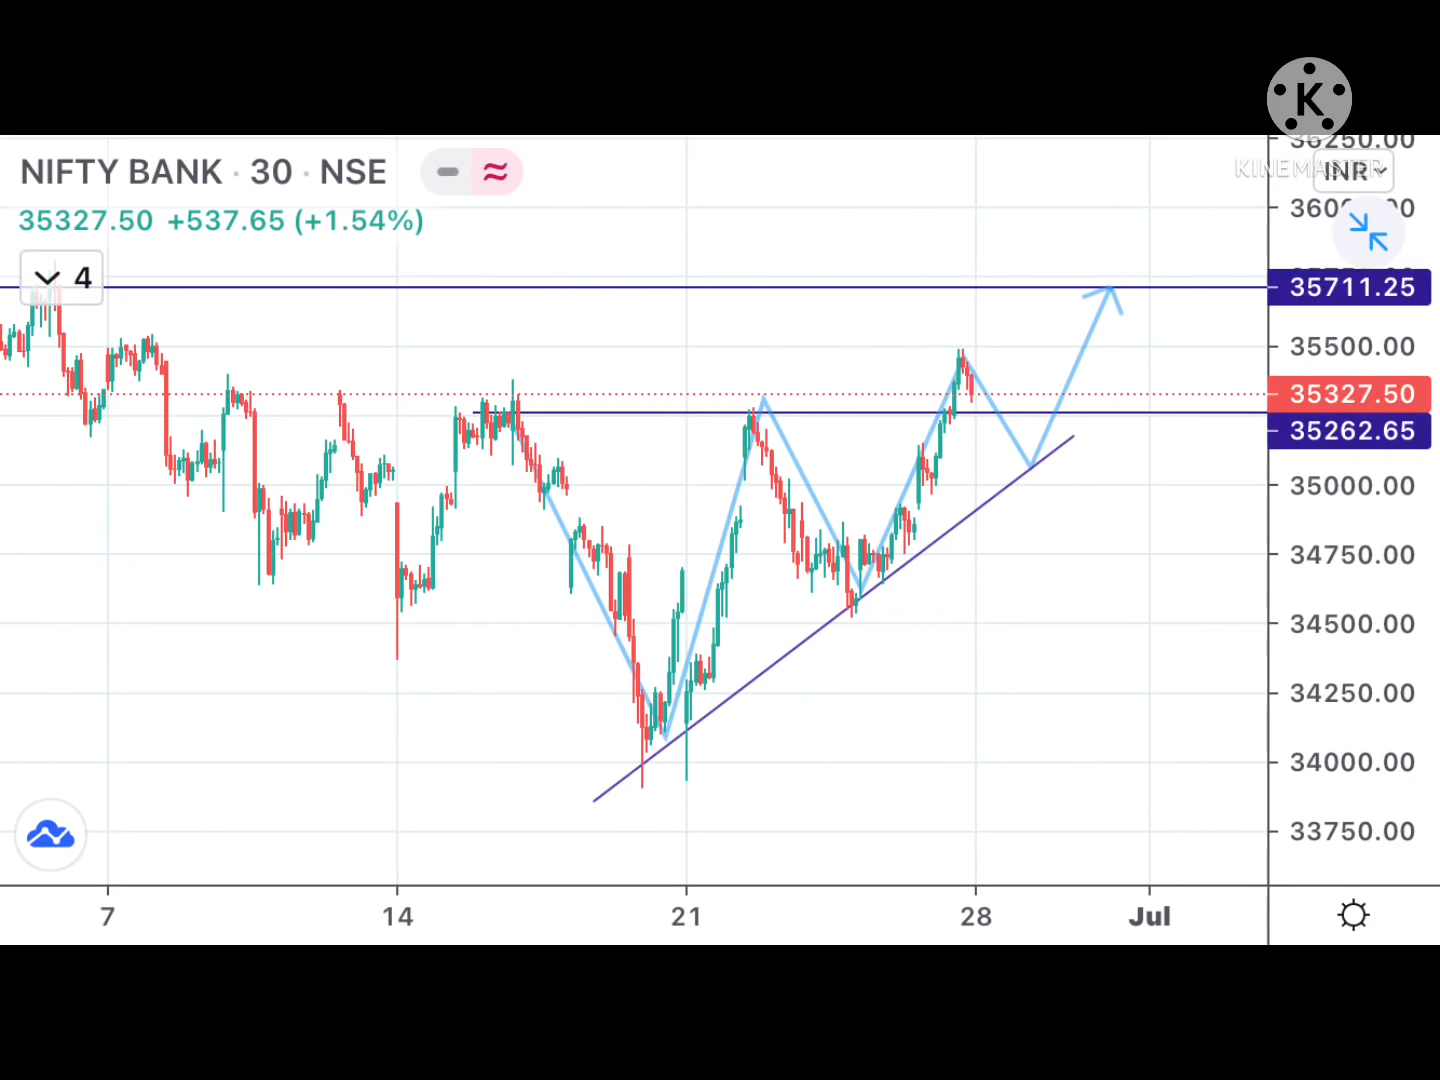 K
KINEMASTER
36250.00
NIFTY BANK · 30 · NSE
INR
35327.50 +537.65 (+1.54%)
4
35711.25
35500.00
35327.50
35262.65
35000.00
34750.00
34500.00
34250.00
34000.00
33750.00
7 14 21 28 Jul